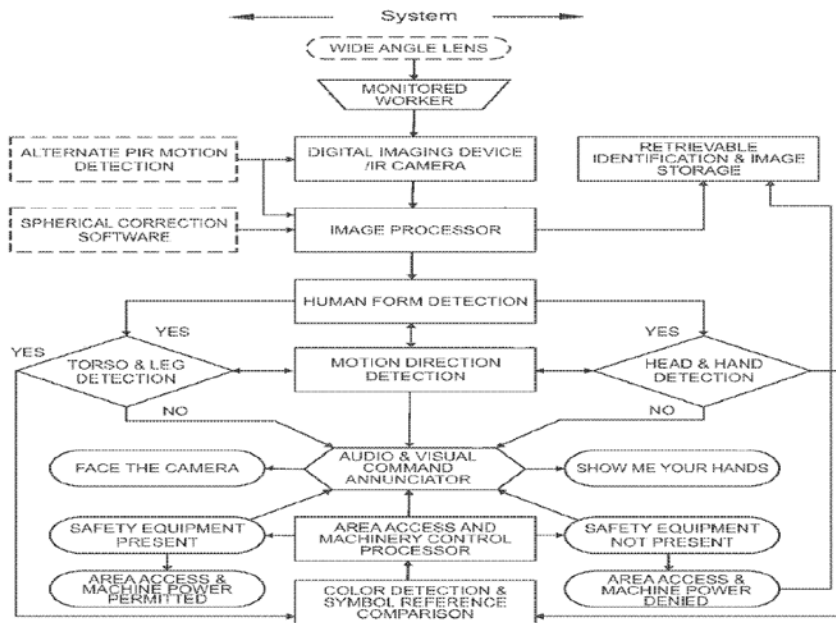 System
WIDE ANGLE LENS
MONITORED
WORKER
ALTERNATE PIR MOTION
DETECTION
DIGITAL IMAGING DEVICE
/IR CAMERA
RETRIEVABLE
IDENTIFICATION & IMAGE
STORAGE
SPHERICAL CORRECTION
SOFTWARE
IMAGE PROCESSOR
HUMAN FORM DETECTION
YES
YES
YES
TORSO & LEG
DETECTION
MOTION DIRECTION
DETECTION
HEAD & HAND
DETECTION
NO
NO
FACE THE CAMERA
AUDIO & VISUAL
COMMAND
ANNUNCIATOR
SHOW ME YOUR HANDS
SAFETY EQUIPMENT
PRESENT
AREA ACCESS AND
MACHINERY CONTROL
PROCESSOR
SAFETY EQUIPMENT
NOT PRESENT
AREA ACCESS &
MACHINE POWER
PERMITTED
COLOR DETECTION &
SYMBOL REFERENCE
COMPARISON
AREA ACCESS &
MACHINE POWER
DENIED